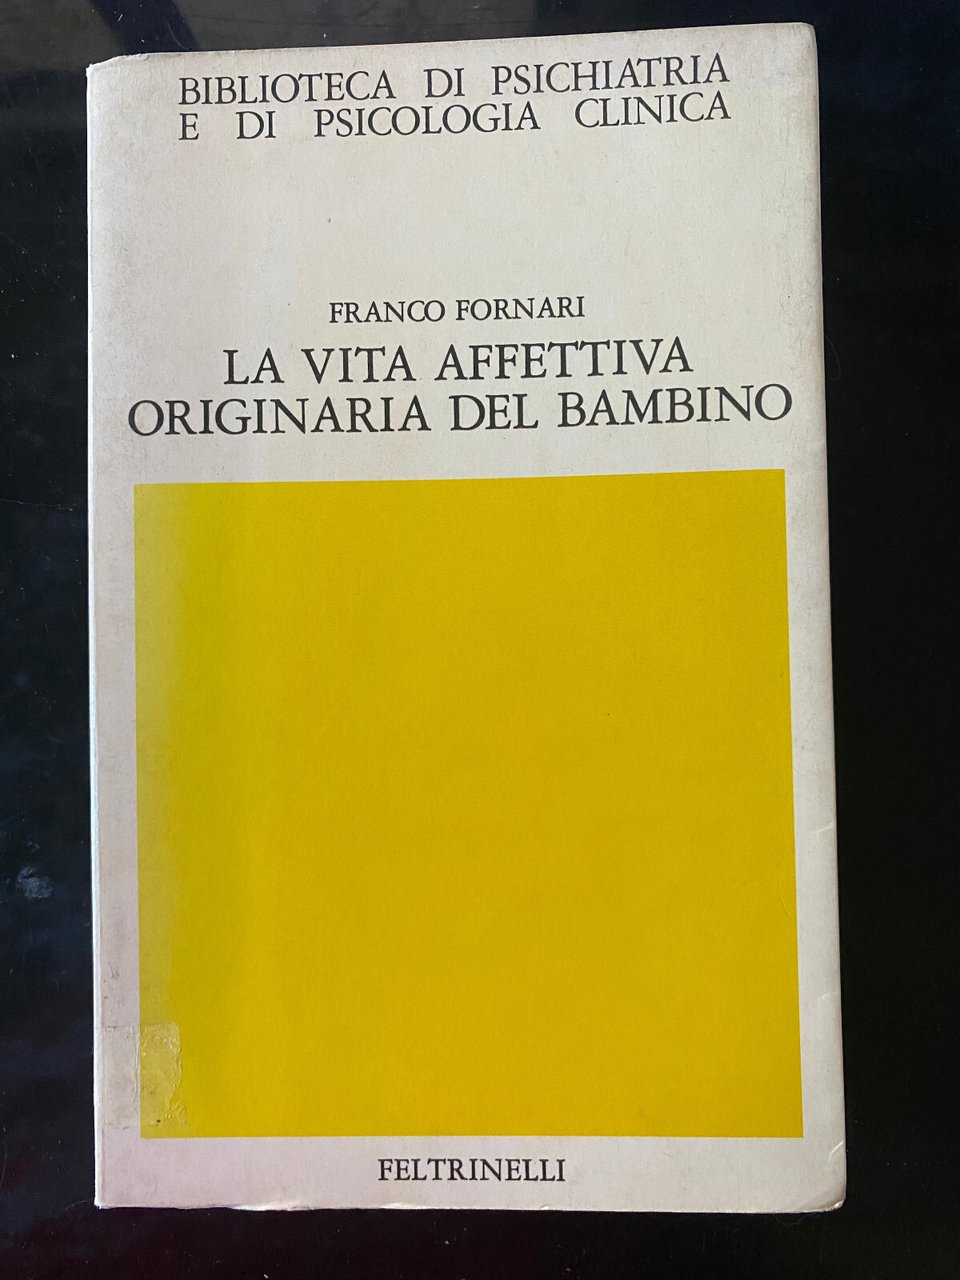 BIBLIOTECA DI PSICHIATRIA
E DI PSICOLOGIA CLINICA
FRANCO FORNARI
LA VITA AFFETTIVA
ORIGINARIA DEL BAMBINO
FELTRINELLI